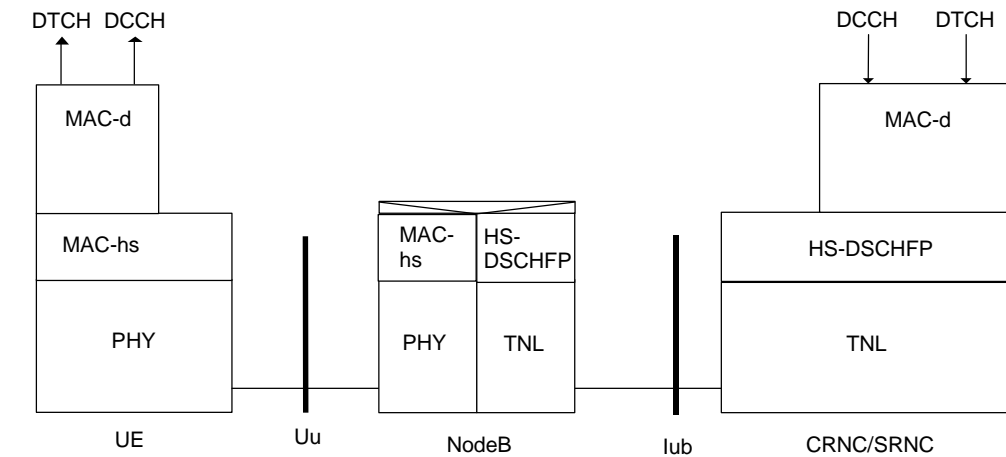 DTCH DCCH
DCCH DTCH
MAC-d
MAC-d
MAC-hs
MAC-
hs
HS-
DSCHFP
HS-DSCHFP
PHY
PHY
TNL
TNL
UE
Uu
NodeB
Iub
CRNC/SRNC